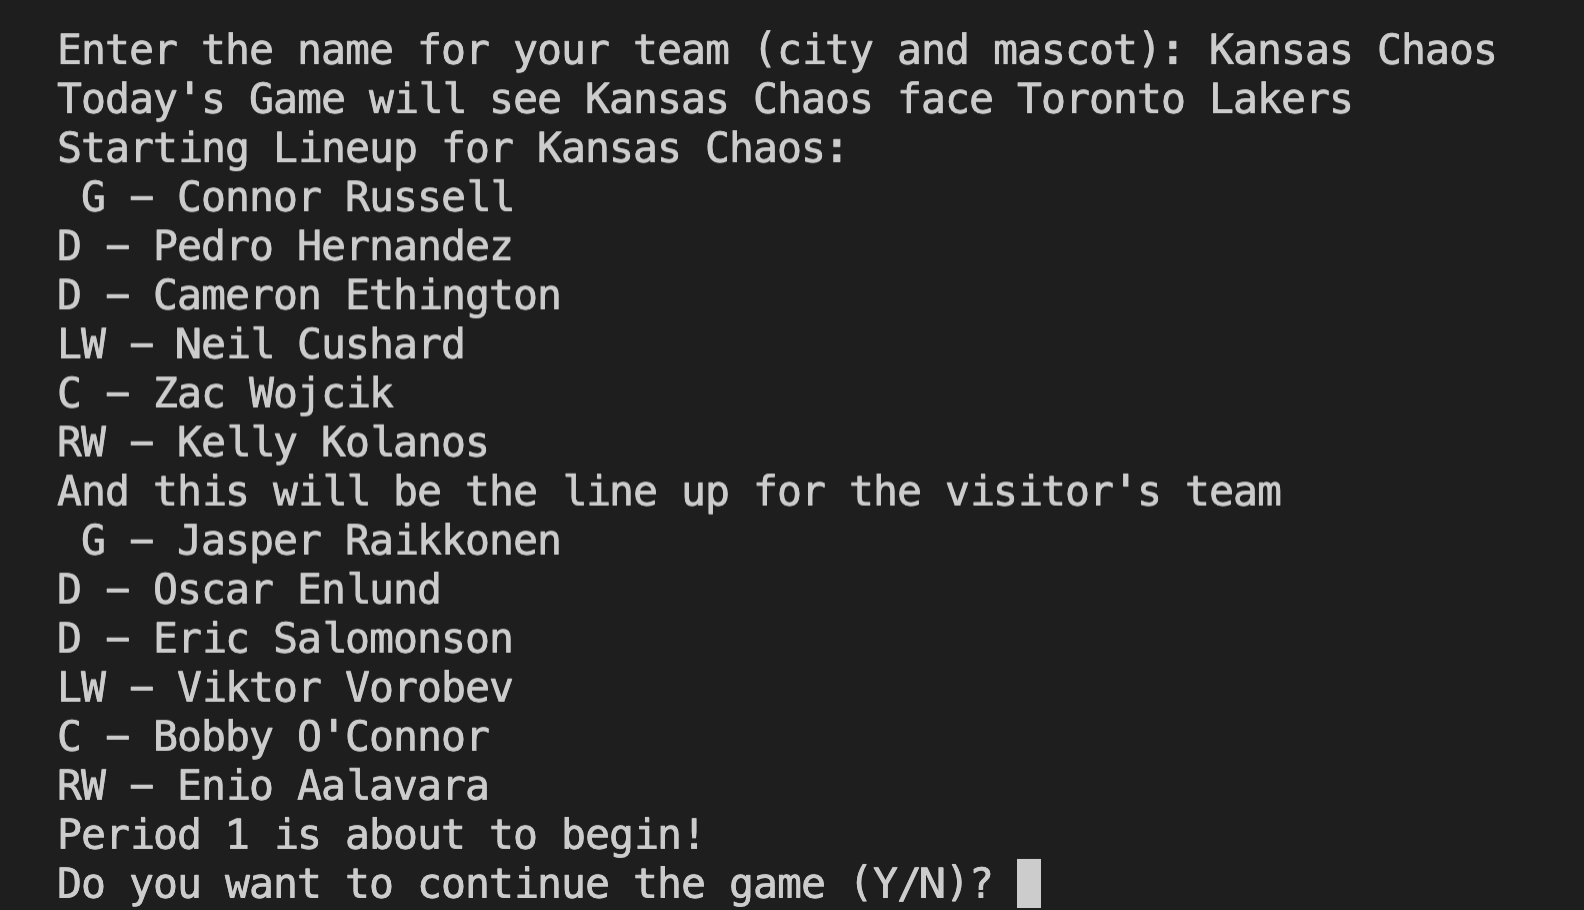 Enter the name for your team (city and mascot): Kansas Chaos
Today's Game will see Kansas Chaos face Toronto Lakers
Starting Lineup for Kansas Chaos:
 G – Connor Russell
D – Pedro Hernandez
D – Cameron Ethington
LW – Neil Cushard
C – Zac Wojcik
RW – Kelly Kolanos
And this will be the line up for the visitor's team
 G – Jasper Raikkonen
D – Oscar Enlund
D – Eric Salomonson
LW – Viktor Vorobev
C – Bobby O'Connor
RW – Enio Aalavara
Period 1 is about to begin!
Do you want to continue the game (Y/N)?